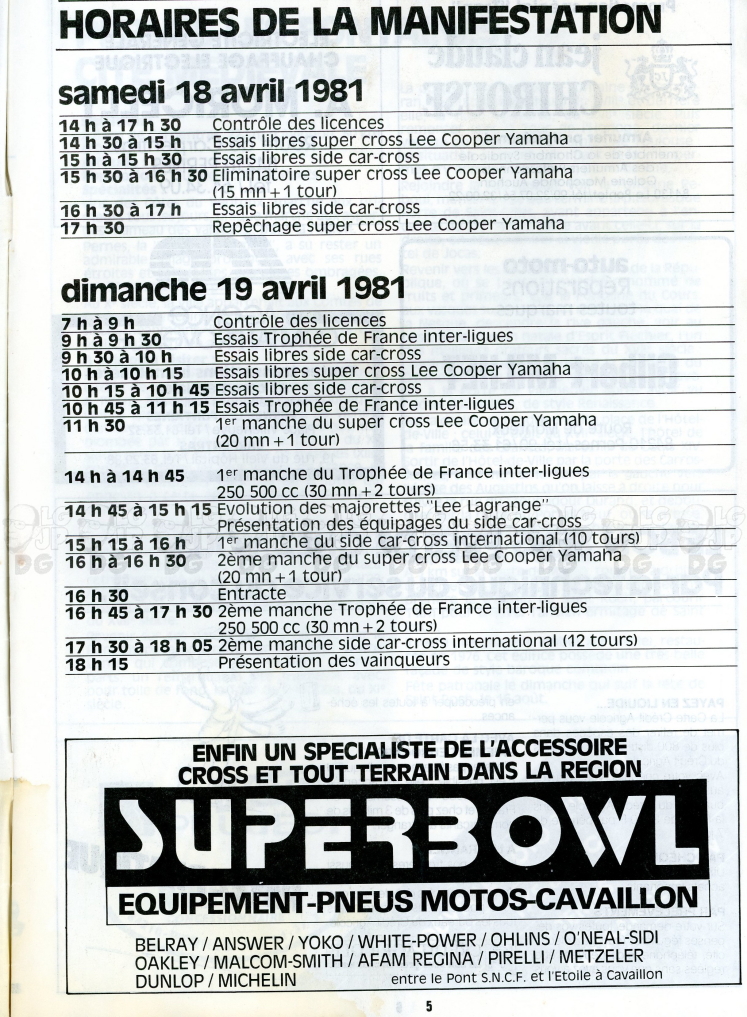 HORAIRES DE LA MANIFESTATION
samedi 18 avril 1981
14 h à 17 h 30 Contrôle des licences
14 h 30 à 15 h Essais libres super cross Lee Cooper Yamaha
15 h à 15 h 30 Essais libres side car-cross
15 h 30 à 16 h 30 Eliminatoire super cross Lee Cooper Yamaha
(15 mn + 1 tour)
16 h 30 à 17 h Essais libres side car-cross
17 h 30 Repêchage super cross Lee Cooper Yamaha
dimanche 19 avril 1981
7 h à 9 h Contrôle des licences
9 h à 9 h 30 Essais Trophée de France inter-ligues
9 h 30 à 10 h Essais libres side car-cross
10 h à 10 h 15 Essais libres super cross Lee Cooper Yamaha
10 h 15 à 10 h 45 Essais libres side car-cross
10 h 45 à 11 h 15 Essais Trophée de France inter-ligues
11 h 30 1er manche du super cross Lee Cooper Yamaha
(20 mn + 1 tour)
14 h à 14 h 45 1er manche du Trophée de France inter-ligues
250 500 cc (30 mn + 2 tours)
14 h 45 à 15 h 15 Evolution des majorettes "Lee Lagrange"
Présentation des équipages du side car-cross
15 h 15 à 16 h 1er manche du side car-cross international (10 tours)
16 h à 16 h 30 2ème manche du super cross Lee Cooper Yamaha
(20 mn + 1 tour)
16 h 30 Entracte
16 h 45 à 17 h 30 2ème manche Trophée de France inter-ligues
250 500 cc (30 mn + 2 tours)
17 h 30 à 18 h 05 2ème manche side car-cross international (12 tours)
18 h 15 Présentation des vainqueurs
ENFIN UN SPECIALISTE DE L'ACCESSOIRE
CROSS ET TOUT TERRAIN DANS LA REGION
SUPERBOWL
EQUIPEMENT-PNEUS MOTOS-CAVAILLON
BELRAY / ANSWER / YOKO / WHITE-POWER / OHLINS / O'NEAL-SIDI
OAKLEY / MALCOM-SMITH / AFAM REGINA / PIRELLI / METZELER
DUNLOP / MICHELIN entre le Pont S.N.C.F. et l'Etoile à Cavaillon
5